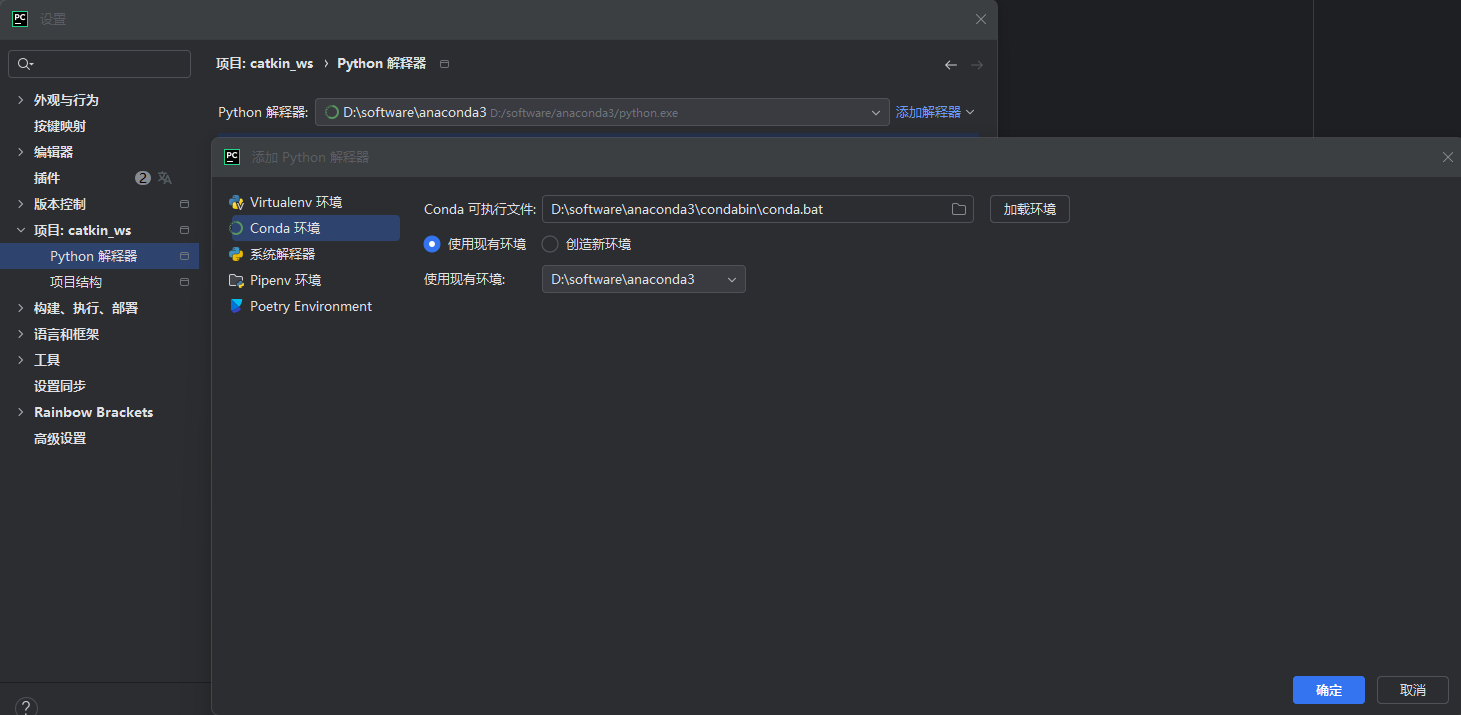 PC 设置
项目: catkin_ws › Python 解释器
外观与行为
按键映射
编辑器
插件 2
版本控制
项目: catkin_ws
Python 解释器
项目结构
构建、执行、部署
语言和框架
工具
设置同步
Rainbow Brackets
高级设置
?
Python 解释器: D:\software\anaconda3 D:/software/anaconda3/python.exe 添加解释器
PC 添加 Python 解释器
Virtualenv 环境
Conda 环境
系统解释器
Pipenv 环境
Poetry Environment
Conda 可执行文件: D:\software\anaconda3\condabin\conda.bat 加载环境
使用现有环境 创造新环境
使用现有环境: D:\software\anaconda3
确定 取消